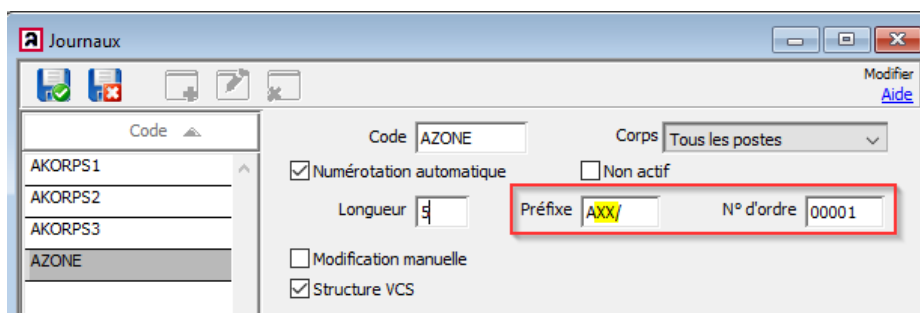 a Journaux
Modifier
Aide
Code
Code AZONE Corps Tous les postes
AKORPS1
Numérotation automatique Non actif
AKORPS2
Longueur 5 Préfixe AXX/ N° d'ordre 00001
AKORPS3
AZONE
Modification manuelle
Structure VCS